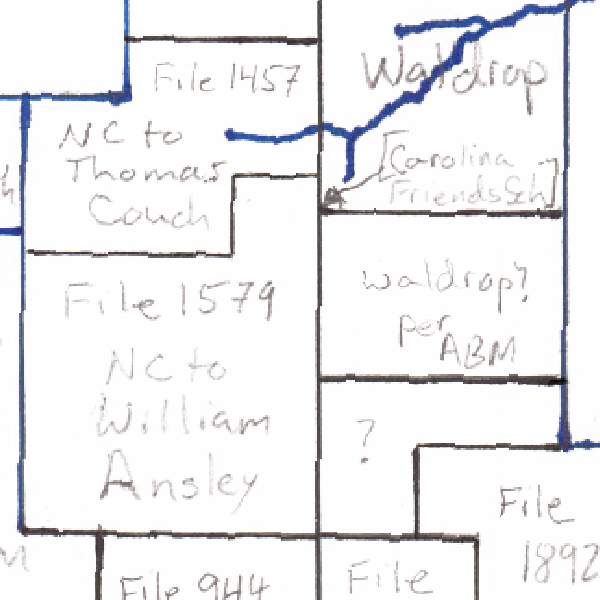 File 1457
NC to
Thomas
Couch
Waldrop
[Carolina
Friends Sch]
File 1579
NC to
William
Ansley
Waldrop?
per
ABM
?
File
1892
File 944
File